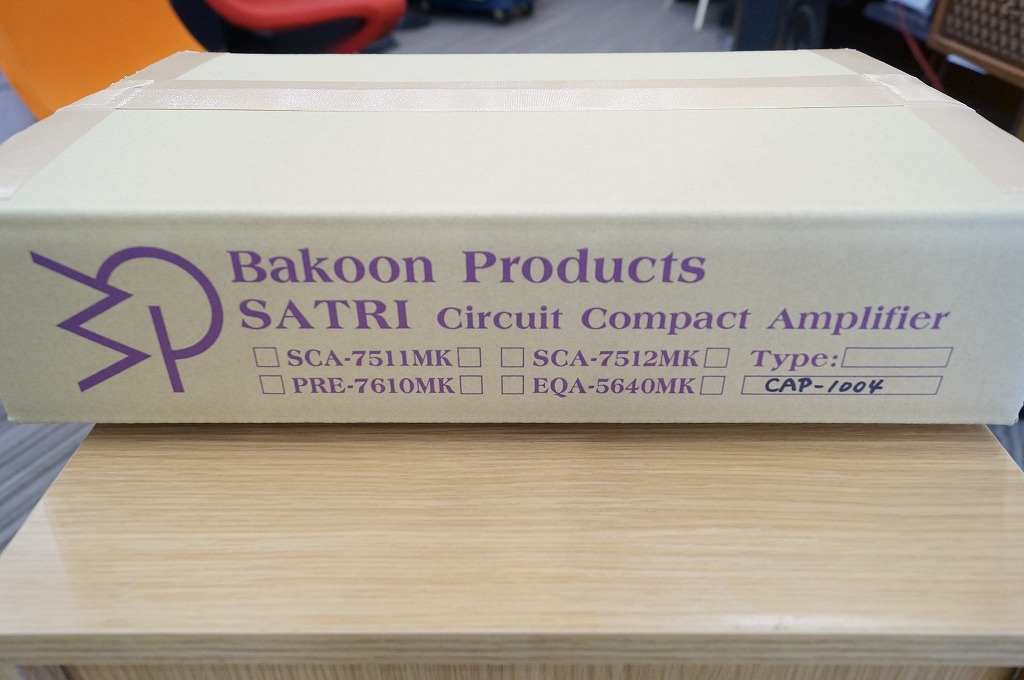 Bakoon Products
SATRI Circuit Compact Amplifier
SCA-7511MK SCA-7512MK Type:
PRE-7610MK EQA-5640MK CAP-1004